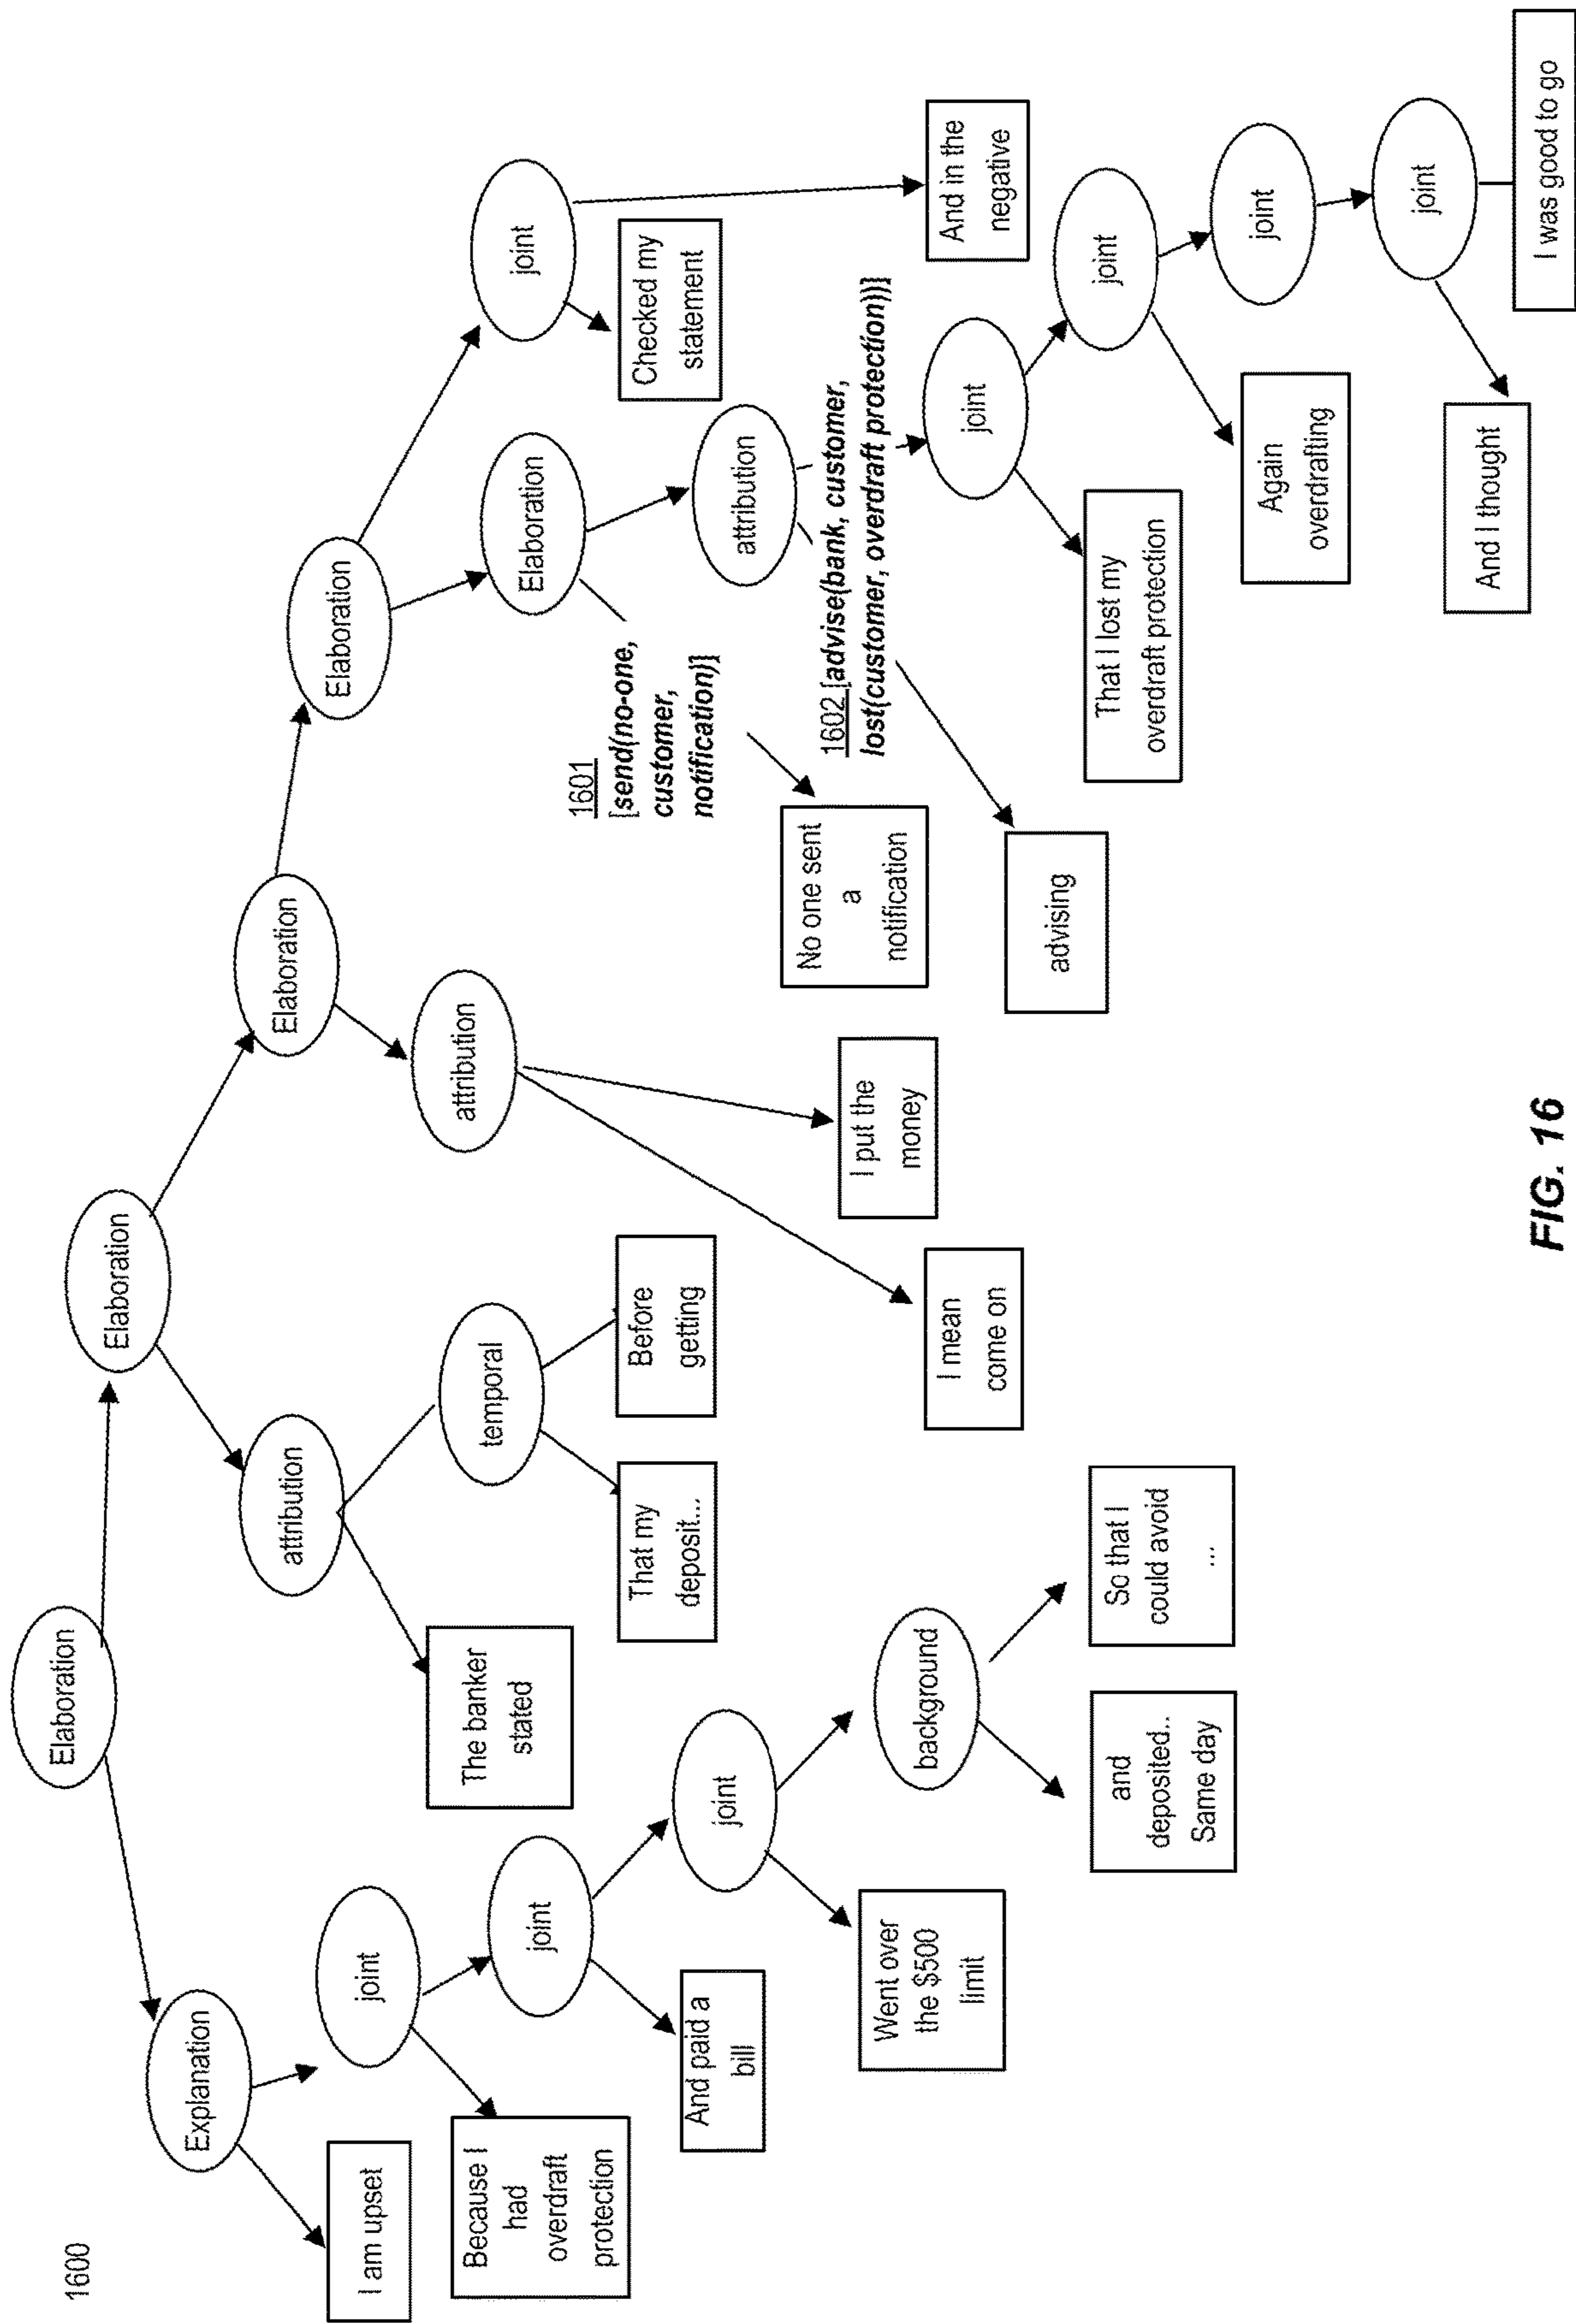 1600
Elaboration
Explanation
I am upset
joint
Because I
had
overdraft
protection
joint
And paid a
bill
joint
Went over
the $500
limit
background
and
deposited..
Same day
So that I
could avoid
...
Elaboration
attribution
The banker
stated
temporal
That my
deposit...
Before
getting
Elaboration
attribution
I mean
come on
I put the
money
Elaboration
Elaboration
1601
[send(no-one,
customer,
notification)]
No one sent
a
notification
attribution
1602 [advise(bank, customer,
lost(customer, overdraft protection))]
advising
joint
That I lost my
overdraft protection
joint
Again
overdrafting
joint
joint
And I thought
I was good to go
joint
Checked my
statement
And in the
negative
FIG. 16